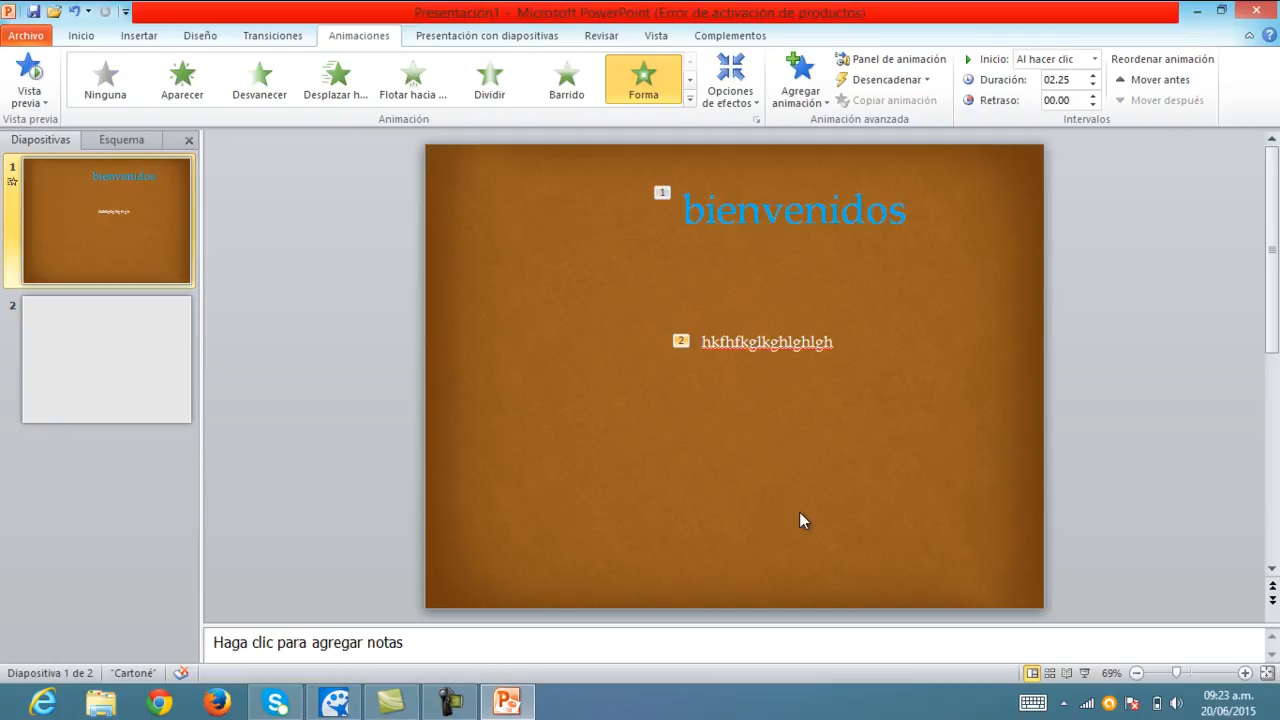 Presentación1 - Microsoft PowerPoint (Error de activación de productos)
Archivo Inicio Insertar Diseño Transiciones Animaciones Presentación con diapositivas Revisar Vista Complementos
Vista previa
Ninguna Aparecer Desvanecer Desplazar h... Flotar hacia ... Dividir Barrido Forma
Opciones de efectos
Agregar animación
Panel de animación
Desencadenar
Copiar animación
Inicio: Al hacer clic
Duración: 02.25
Retraso: 00.00
Reordenar animación
Mover antes
Mover después
Vista previa Animación Animación avanzada Intervalos
Diapositivas Esquema
1
bienvenidos
hkfhfkglkghlghlgh
2
1
bienvenidos
2
hkfhfkglkghlghlgh
Haga clic para agregar notas
Diapositiva 1 de 2 "Cartoné" 69%
09:23 a.m.
20/06/2015